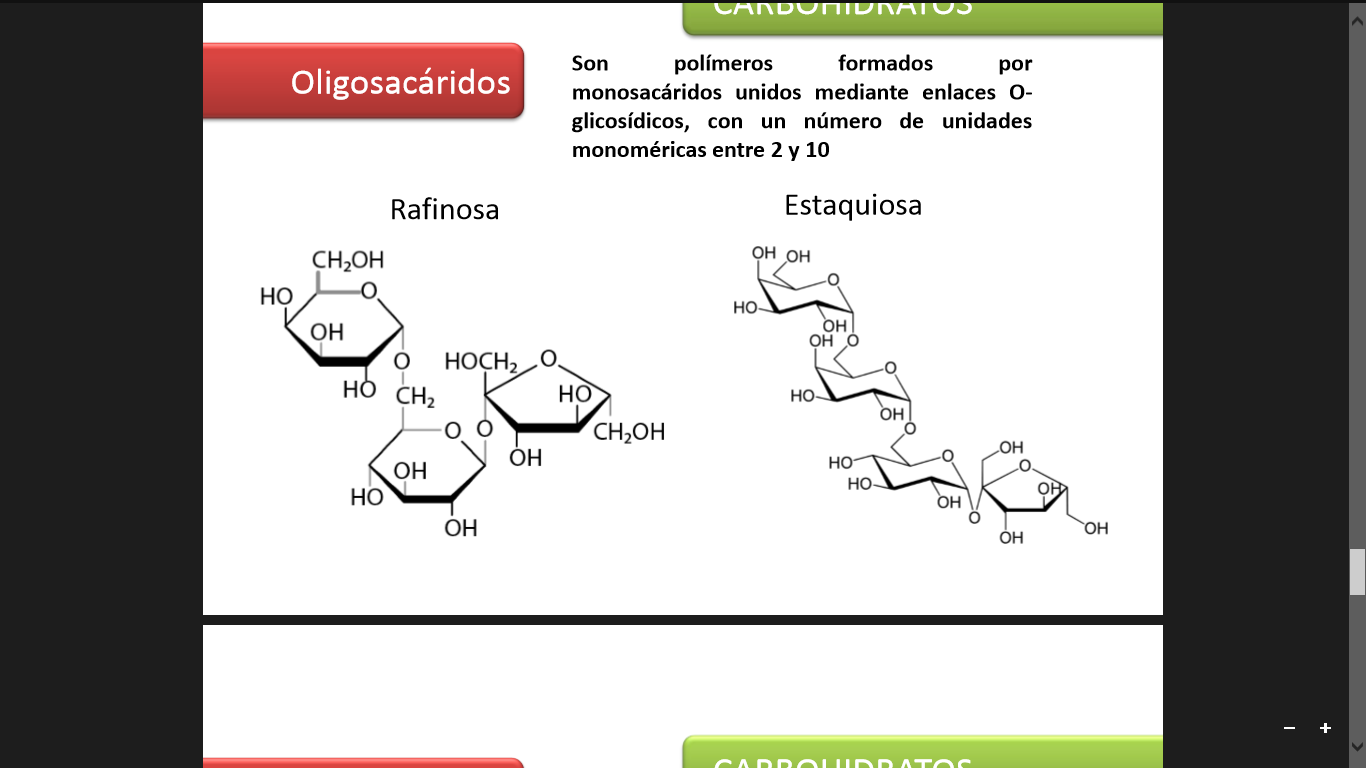 CARBOHIDRATOS
Oligosacáridos
Son polímeros formados por
monosacáridos unidos mediante enlaces O-
glicosídicos, con un número de unidades
monoméricas entre 2 y 10
Rafinosa
CH₂OH
HO
O
OH
HO
O
CH₂
O
OH
HO
OH
O
HOCH₂
O
HO
OH
CH₂OH
Estaquiosa
OH
OH
O
HO
OH
O
OH
O
HO
OH
O
HO
O
HO
OH
O
OH
O
OH
OH
OH
CARBOHIDRATOS